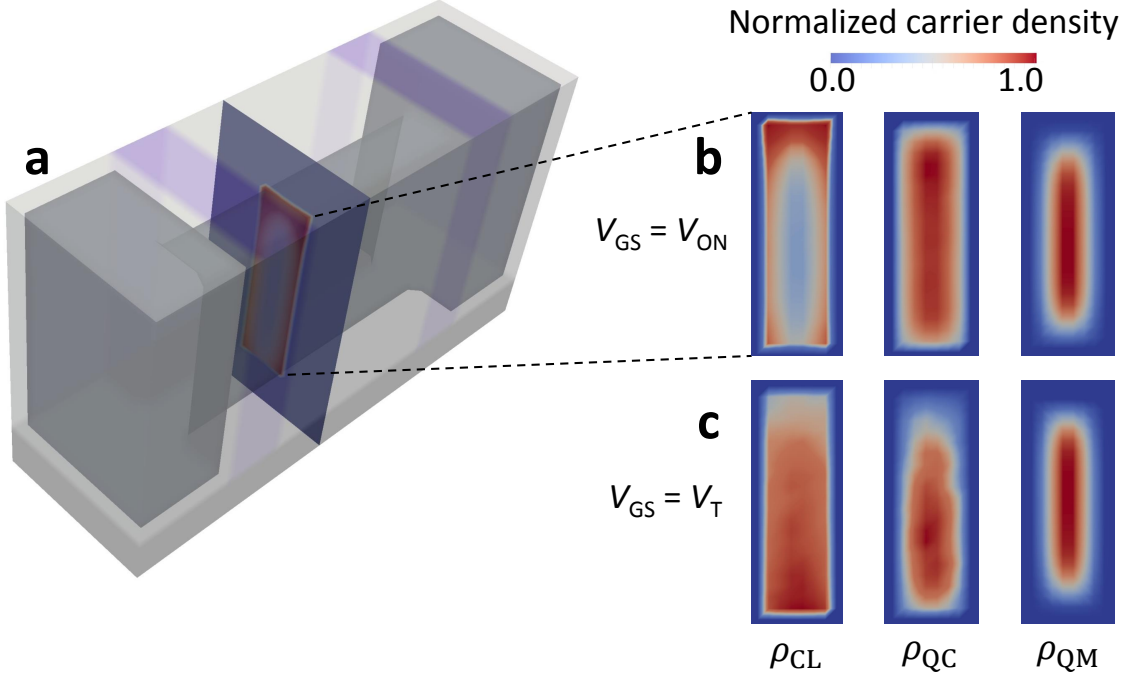 Normalized carrier density
0.0 1.0
a
b
V_GS = V_ON
c
V_GS = V_T
ρ_CL ρ_QC ρ_QM